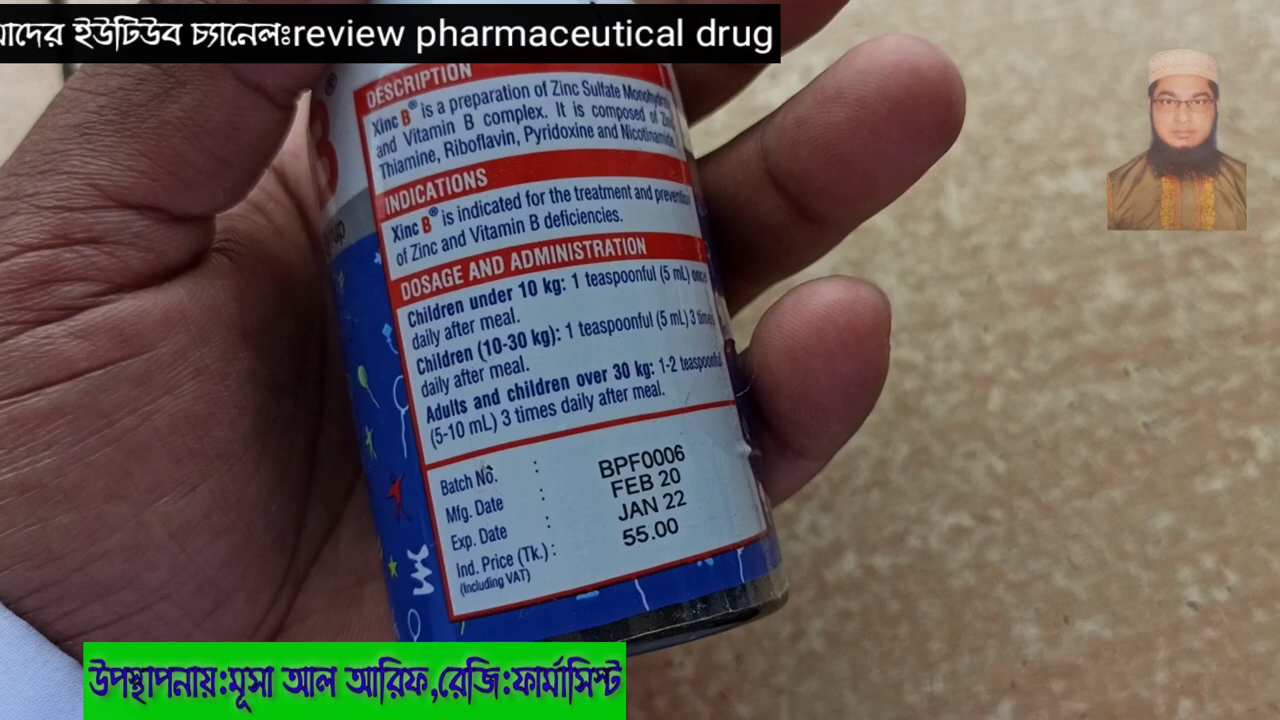 মাদের ইউটিউব চ্যানেলঃreview pharmaceutical drug
DESCRIPTION
Xinc B® is a preparation of Zinc Sulfate
and Vitamin B complex. It is composed of
Thiamine, Riboflavin, Pyridoxine and Nicotinamide,
INDICATIONS
Xinc B® is indicated for the treatment and prevention
of Zinc and Vitamin B deficiencies.
DOSAGE AND ADMINISTRATION
Children under 10 kg: 1 teaspoonful (5 mL) once
daily after meal.
Children (10-30 kg): 1 teaspoonful (5 mL) 3 times
daily after meal.
Adults and children over 30 kg: 1-2 teaspoonful
(5-10 mL) 3 times daily after meal.
Batch No. : BPF0006
Mfg. Date : FEB 20
Exp. Date : JAN 22
Ind. Price (Tk.) : 55.00
(Including VAT)
উপস্থাপনায়:মূসা আল আরিফ,রেজি:ফার্মাসিস্ট